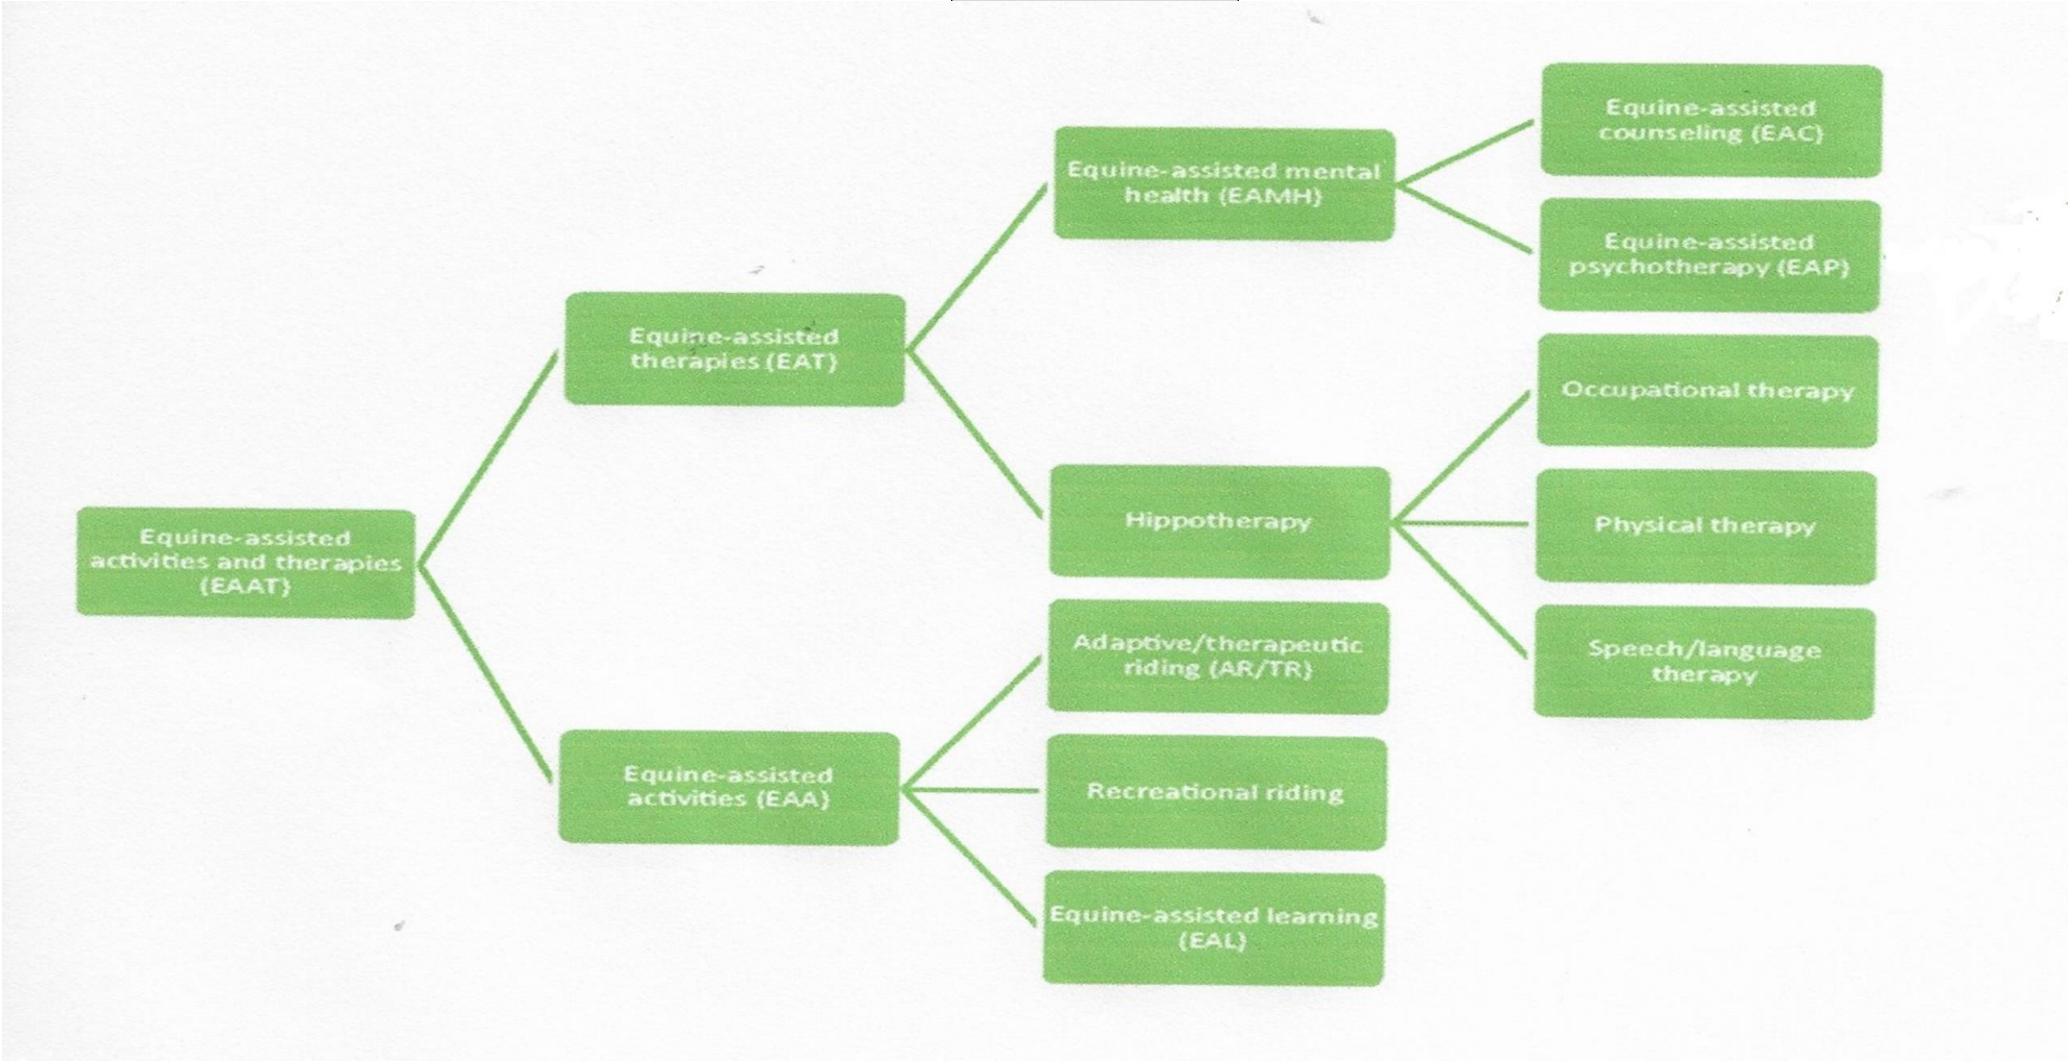 Equine-assisted
activities and therapies
(EAAT)
Equine-assisted
therapies (EAT)
Equine-assisted
activities (EAA)
Equine-assisted mental
health (EAMH)
Hippotherapy
Adaptive/therapeutic
riding (AR/TR)
Recreational riding
Equine-assisted learning
(EAL)
Equine-assisted
counseling (EAC)
Equine-assisted
psychotherapy (EAP)
Occupational therapy
Physical therapy
Speech/language
therapy